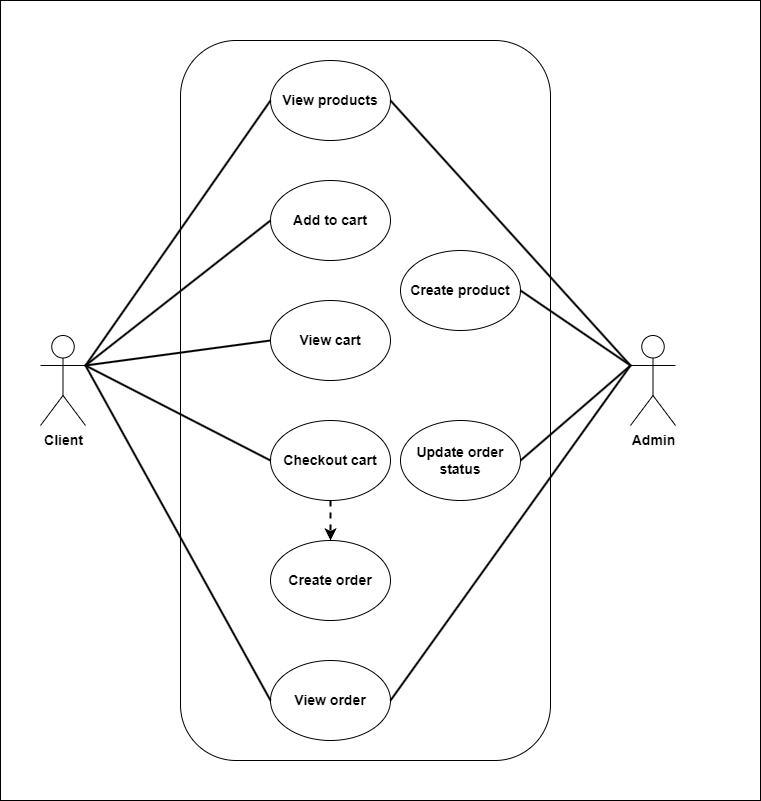 View products
Add to cart
Create product
View cart
Client
Admin
Checkout cart
Update order
status
Create order
View order